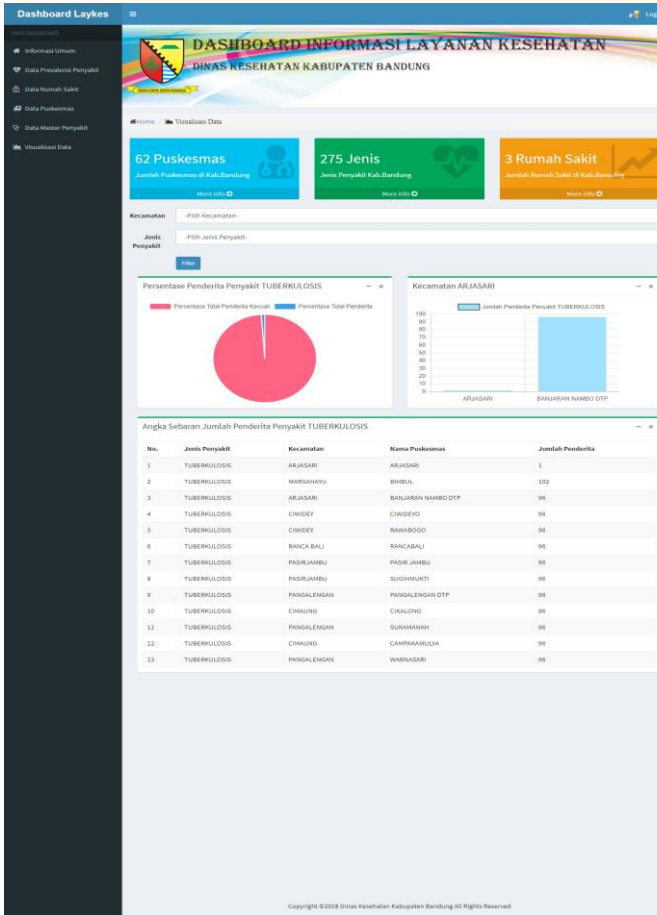 Dashboard Laykes
Informasi Umum
Data Prevalensi Penyakit
Data Rumah Sakit
Data Puskesmas
Data Master Penyakit
Visualisasi Data
DASHBOARD INFORMASI LAYANAN KESEHATAN
DINAS KESEHATAN KABUPATEN BANDUNG
Home / Visualisasi Data
62 Puskesmas
Jumlah Puskesmas di Kab.Bandung
More info
275 Jenis
Jenis Penyakit Kab.Bandung
More info
3 Rumah Sakit
Jumlah Rumah Sakit di Kab.Bandung
More info
Kecamatan
-Pilih Kecamatan-
Jenis Penyakit
-Pilih Jenis Penyakit-
Filter
Persentase Penderita Penyakit TUBERKULOSIS
Persentase Total Penderita Kecuali Persentase Total Penderita
Kecamatan ARJASARI
Jumlah Penderita Penyakit TUBERKULOSIS
100
90
80
70
60
50
40
30
20
10
0
ARJASARI BANJARAN NAMBO DTP
Angka Sebaran Jumlah Penderita Penyakit TUBERKULOSIS
No. Jenis Penyakit Kecamatan Nama Puskesmas Jumlah Penderita
1 TUBERKULOSIS ARJASARI ARJASARI 1
2 TUBERKULOSIS MARGAHAYU BIHBUL 102
3 TUBERKULOSIS ARJASARI BANJARAN NAMBO DTP 96
4 TUBERKULOSIS CIWIDEY CIWIDEYO 96
5 TUBERKULOSIS CIWIDEY RAWABOGO 96
6 TUBERKULOSIS RANCA BALI RANCABALI 96
7 TUBERKULOSIS PASIRJAMBU PASIR JAMBU 96
8 TUBERKULOSIS PASIRJAMBU SUGIHMUKTI 96
9 TUBERKULOSIS PANGALENGAN PANGALENGAN DTP 96
10 TUBERKULOSIS CIMAUNG CIKALONG 96
11 TUBERKULOSIS PANGALENGAN SUKAMANAH 96
12 TUBERKULOSIS CIMAUNG CAMPAKAMULYA 96
13 TUBERKULOSIS PANGALENGAN WARNASARI 96
Copyright ©2018 Dinas Kesehatan Kabupaten Bandung All Rights Reserved